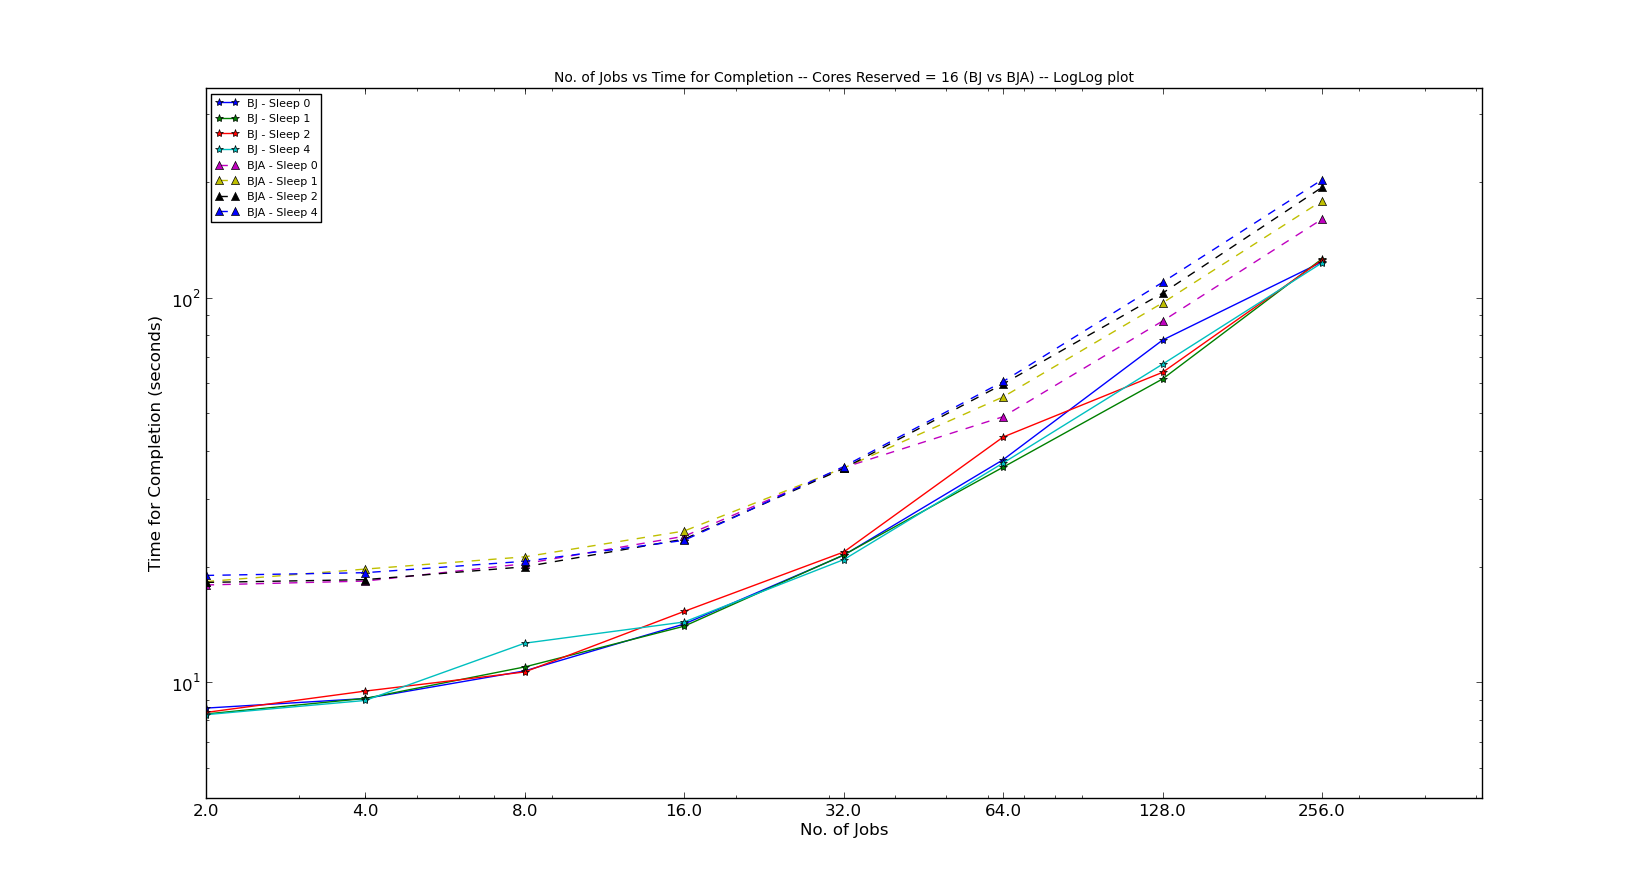 No. of Jobs vs Time for Completion -- Cores Reserved = 16 (BJ vs BJA) -- LogLog plot
BJ - Sleep 0
BJ - Sleep 1
BJ - Sleep 2
BJ - Sleep 4
BJA - Sleep 0
BJA - Sleep 1
BJA - Sleep 2
BJA - Sleep 4
Time for Completion (seconds)
10²
10¹
2.0 4.0 8.0 16.0 32.0 64.0 128.0 256.0
No. of Jobs